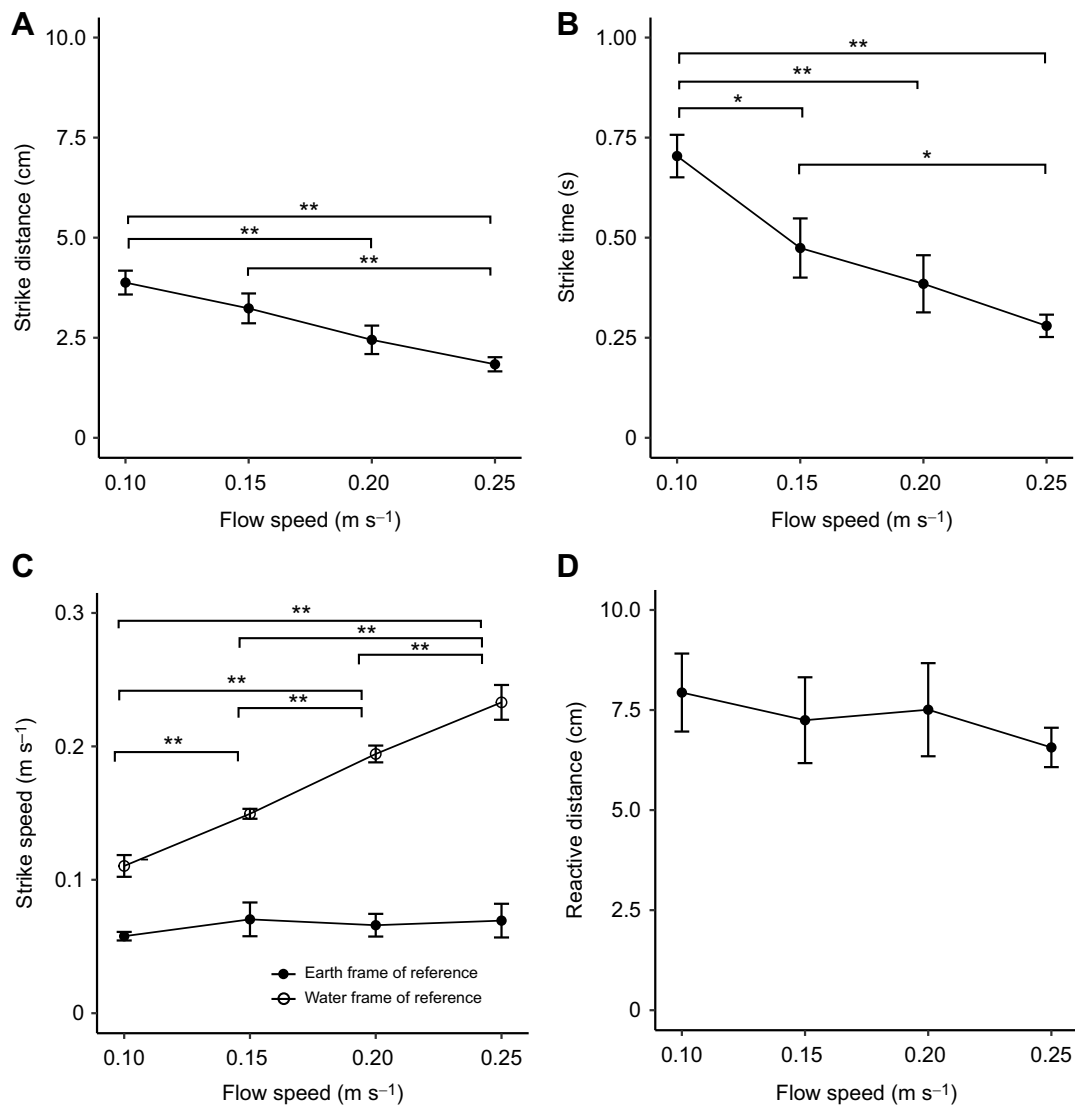 A
Strike distance (cm)
10.0
7.5
5.0
2.5
0
**
**
**
0.10 0.15 0.20 0.25
Flow speed (m s−1)
B
Strike time (s)
1.00
0.75
0.50
0.25
0
**
**
*
*
0.10 0.15 0.20 0.25
Flow speed (m s−1)
C
Strike speed (m s−1)
0.3
0.2
0.1
0
**
**
**
**
**
**
Earth frame of reference
Water frame of reference
0.10 0.15 0.20 0.25
Flow speed (m s−1)
D
Reactive distance (cm)
10.0
7.5
5.0
2.5
0
0.10 0.15 0.20 0.25
Flow speed (m s−1)